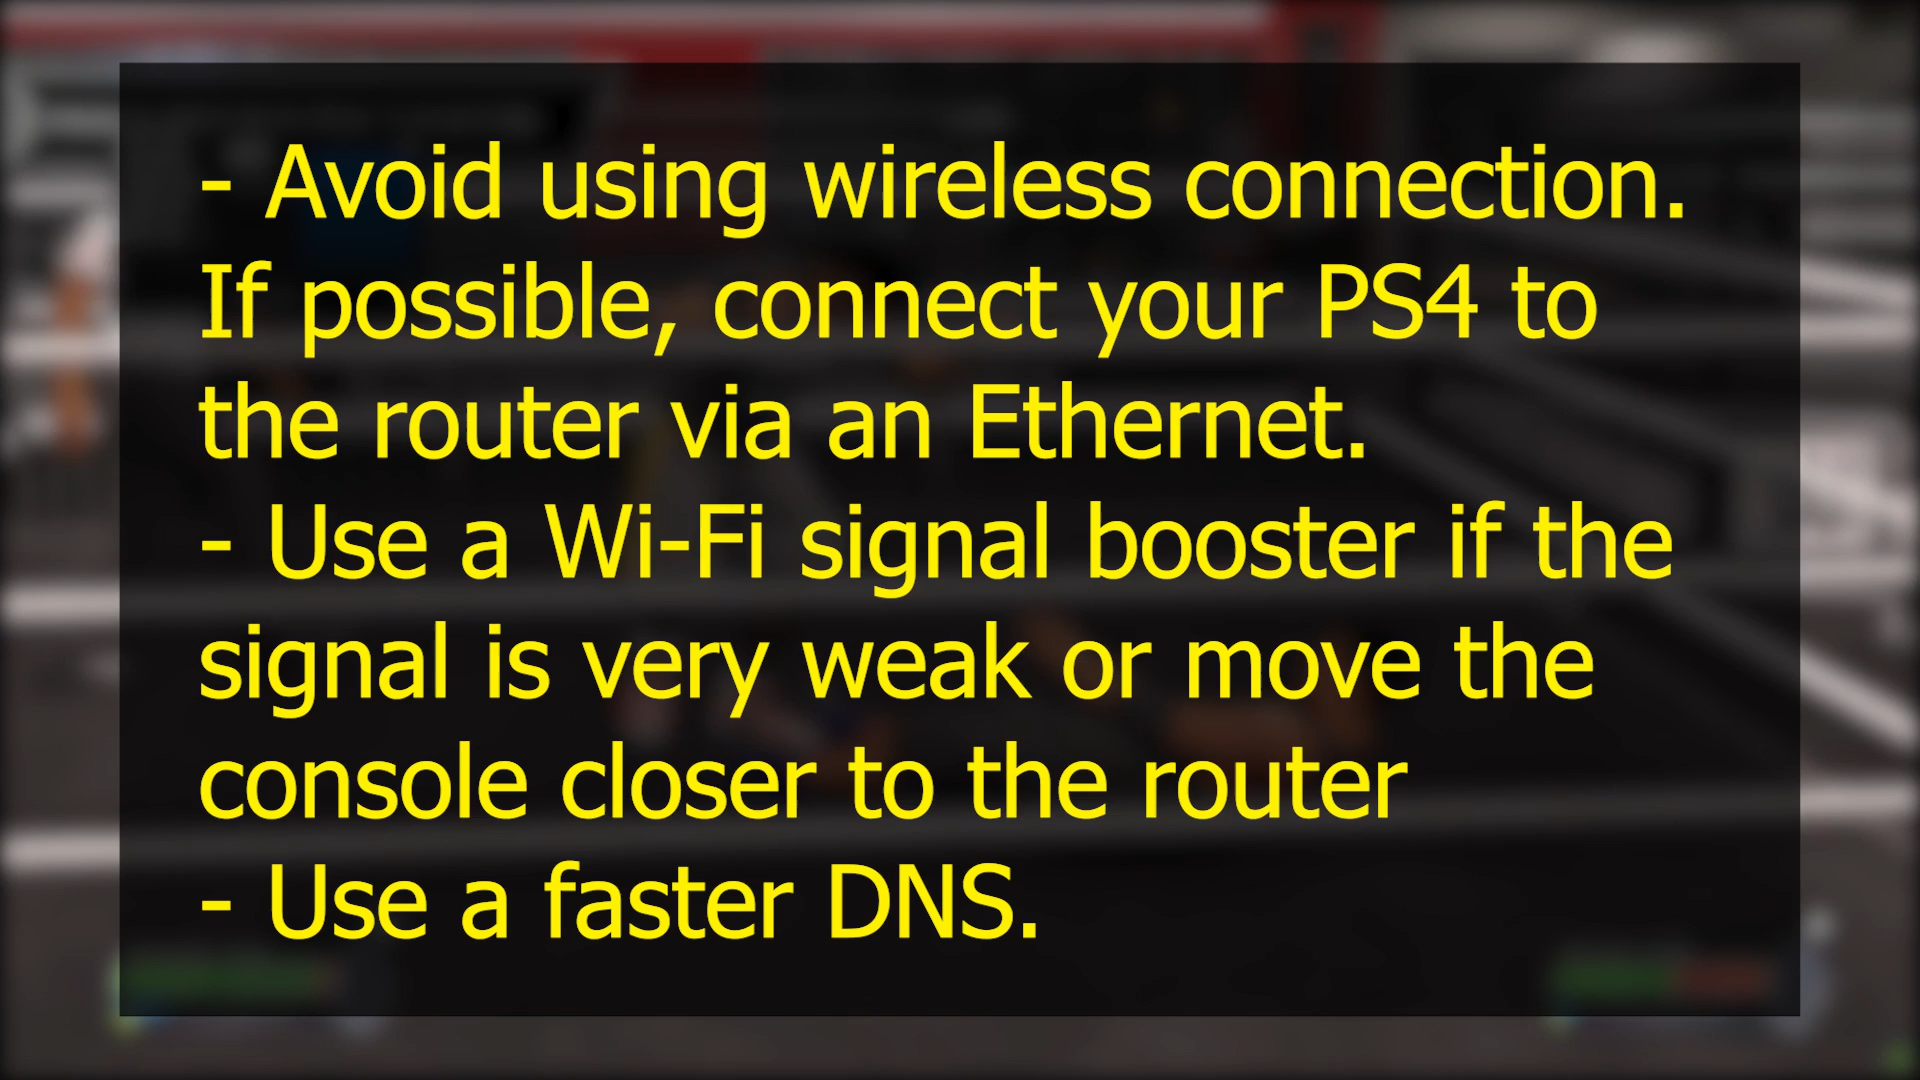 - Avoid using wireless connection.
If possible, connect your PS4 to
the router via an Ethernet.
- Use a Wi-Fi signal booster if the
signal is very weak or move the
console closer to the router
- Use a faster DNS.